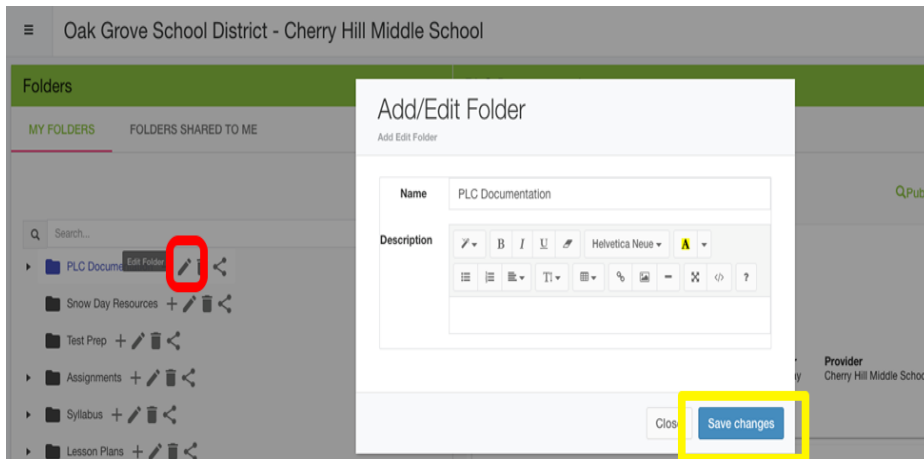 Oak Grove School District - Cherry Hill Middle School
Folders
MY FOLDERS FOLDERS SHARED TO ME
Search...
PLC Docume Edit Folder
Snow Day Resources
Test Prep
Assignments
Syllabus
Lesson Plans
Add/Edit Folder
Add Edit Folder
Name PLC Documentation
Description
B I U Helvetica Neue A
T ?
Clos Save changes
Pub
Provider
Cherry Hill Middle Schoo